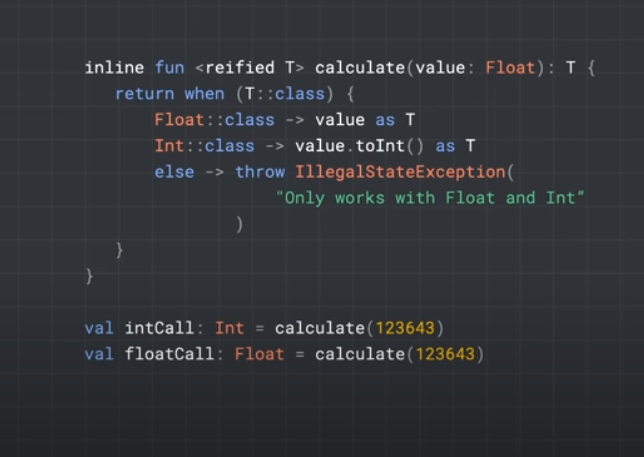 inline fun <reified T> calculate(value: Float): T {
return when (T::class) {
Float::class -> value as T
Int::class -> value.toInt() as T
else -> throw IllegalStateException(
"Only works with Float and Int”
)
}
}
val intCall: Int = calculate(123643)
val floatCall: Float = calculate(123643)